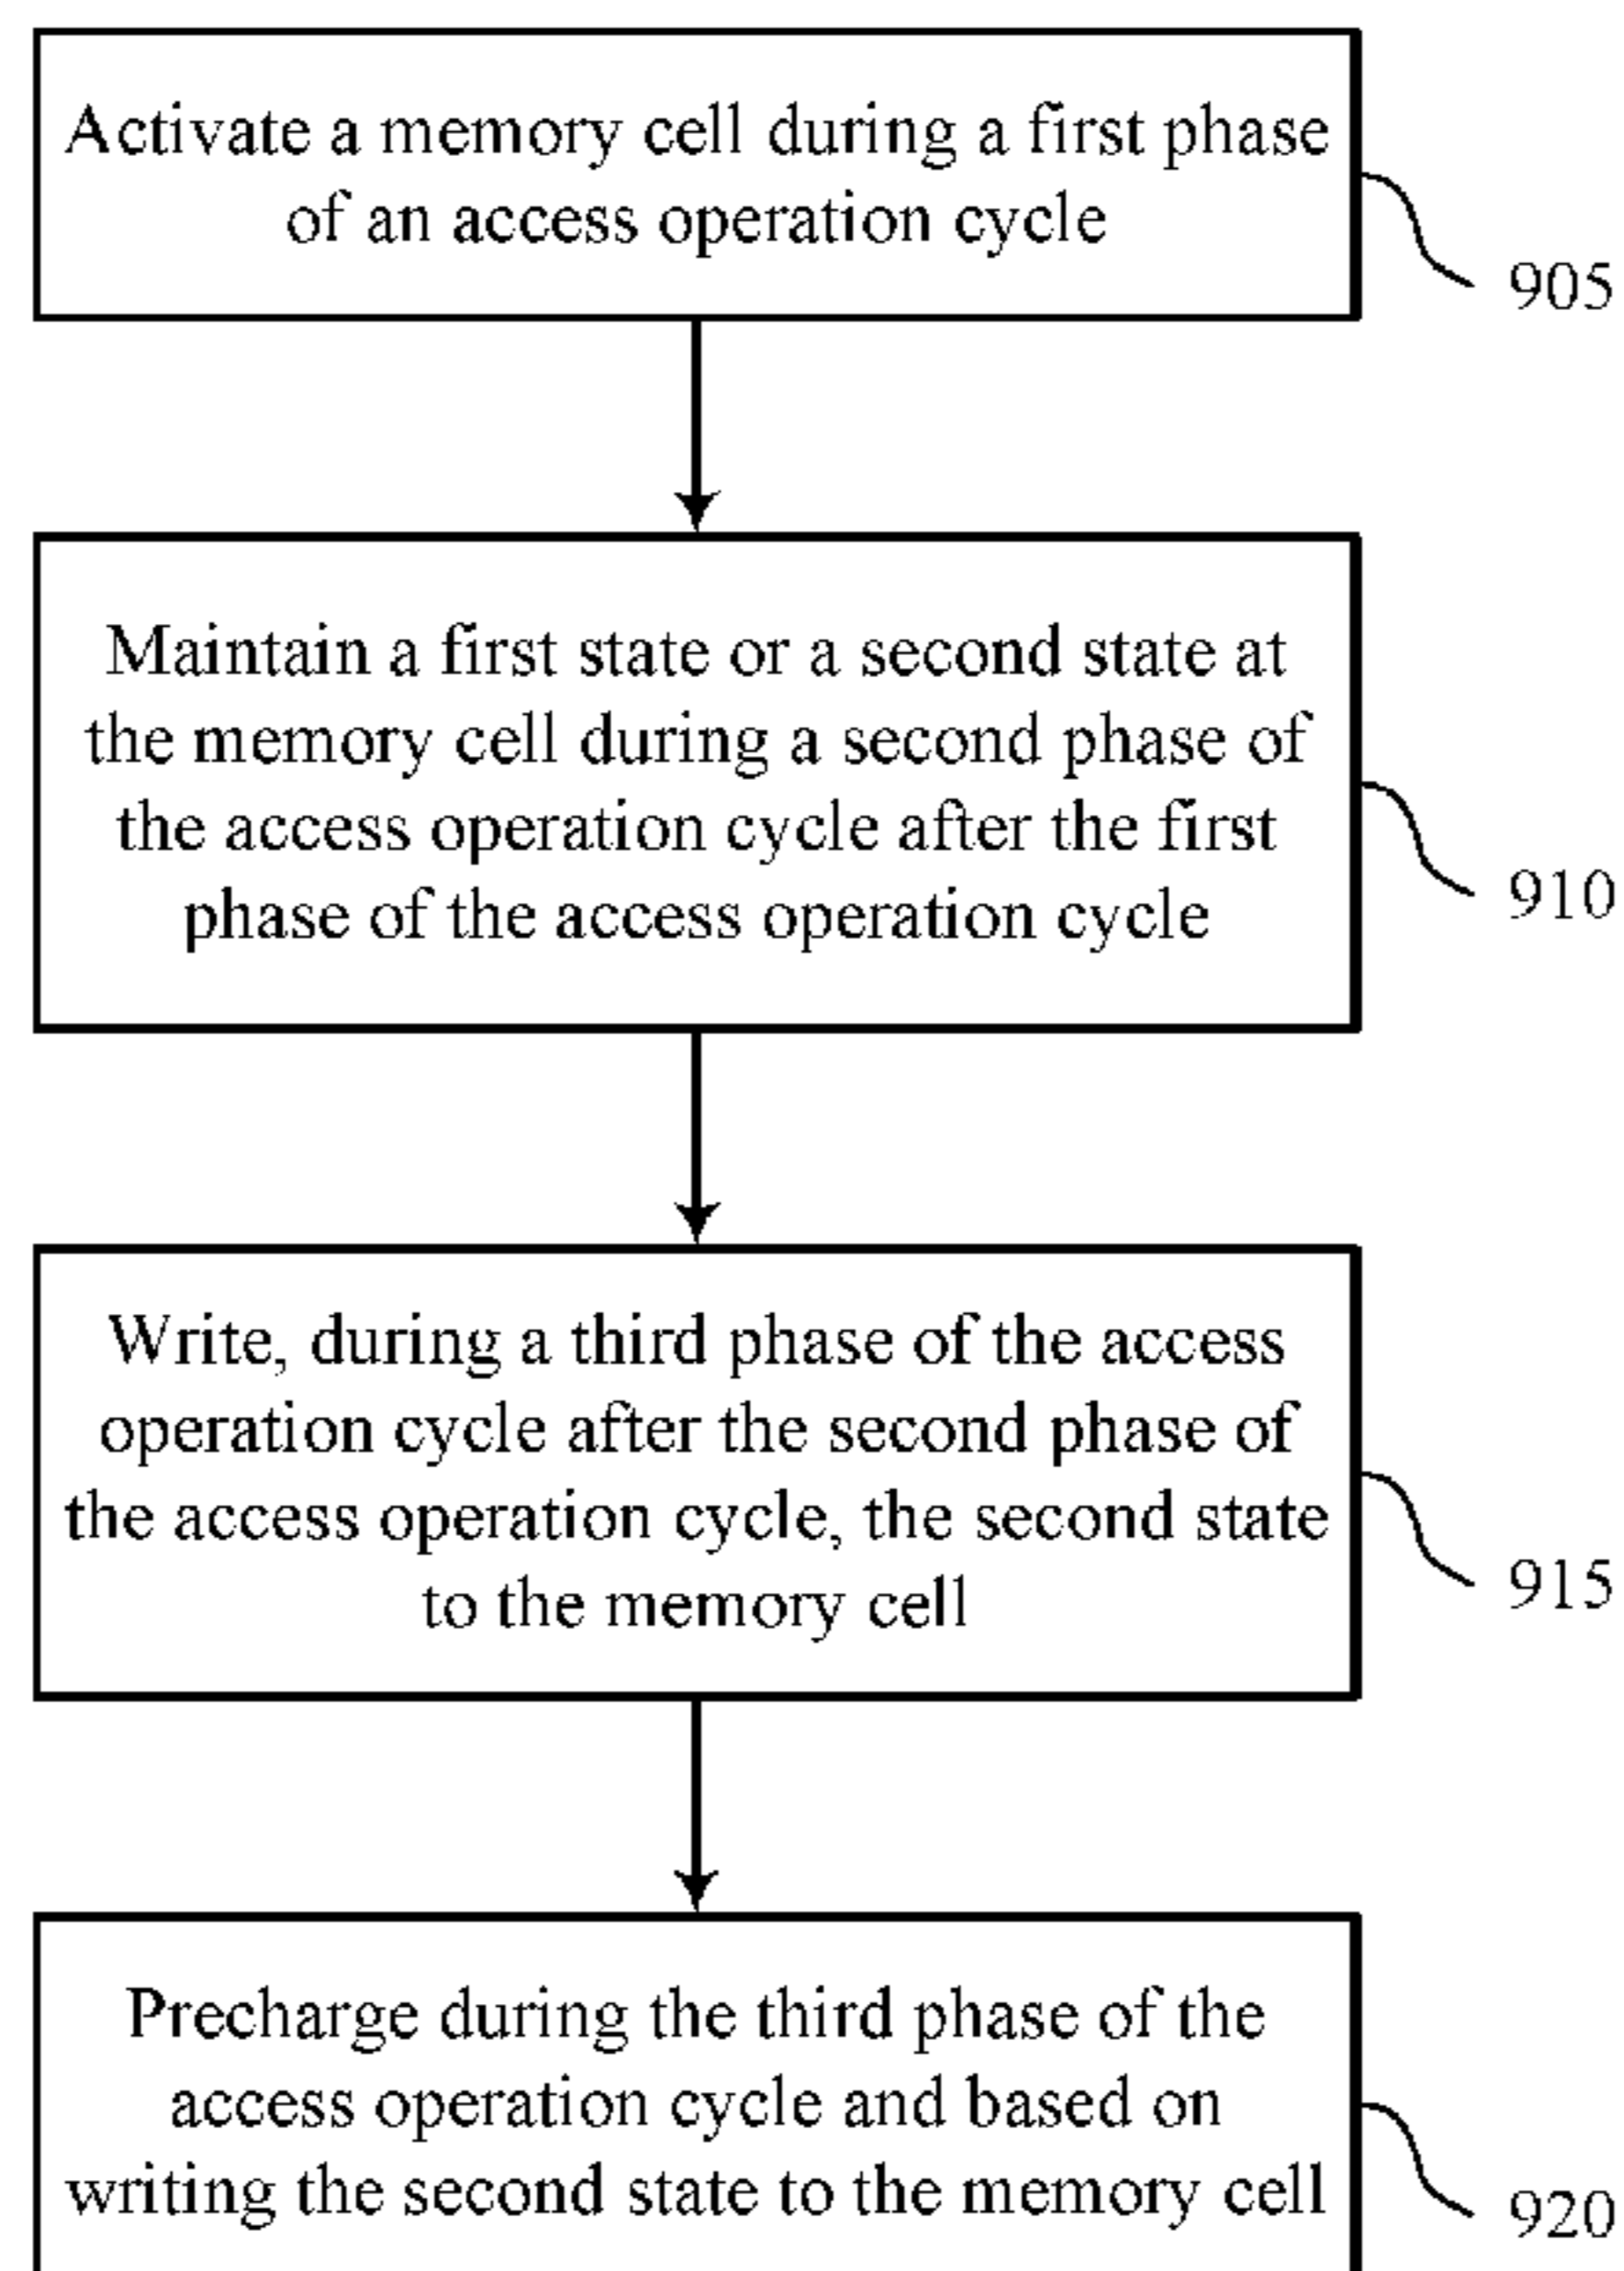 Activate a memory cell during a first phase
of an access operation cycle
905
Maintain a first state or a second state at
the memory cell during a second phase of
the access operation cycle after the first
phase of the access operation cycle
910
Write, during a third phase of the access
operation cycle after the second phase of
the access operation cycle, the second state
to the memory cell
915
Precharge during the third phase of the
access operation cycle and based on
writing the second state to the memory cell
920